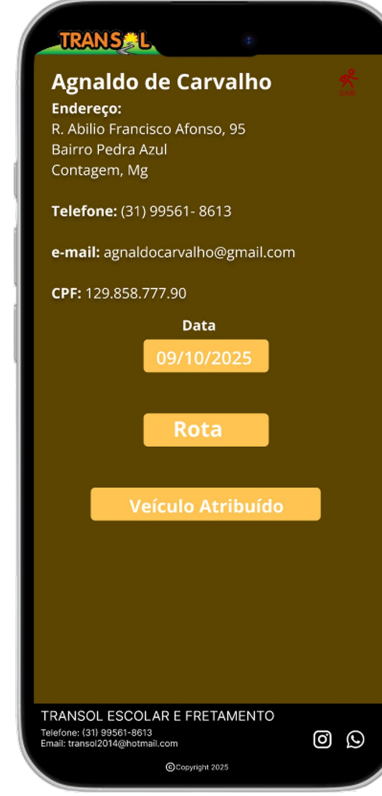 TRANSOL
Agnaldo de Carvalho
SAIR
Endereço:
R. Abilio Francisco Afonso, 95
Bairro Pedra Azul
Contagem, Mg
Telefone: (31) 99561- 8613
e-mail: agnaldocarvalho@gmail.com
CPF: 129.858.777.90
Data
09/10/2025
Rota
Veículo Atribuído
TRANSOL ESCOLAR E FRETAMENTO
Telefone: (31) 99561-8613
Email: transol2014@hotmail.com
©Copyright 2025